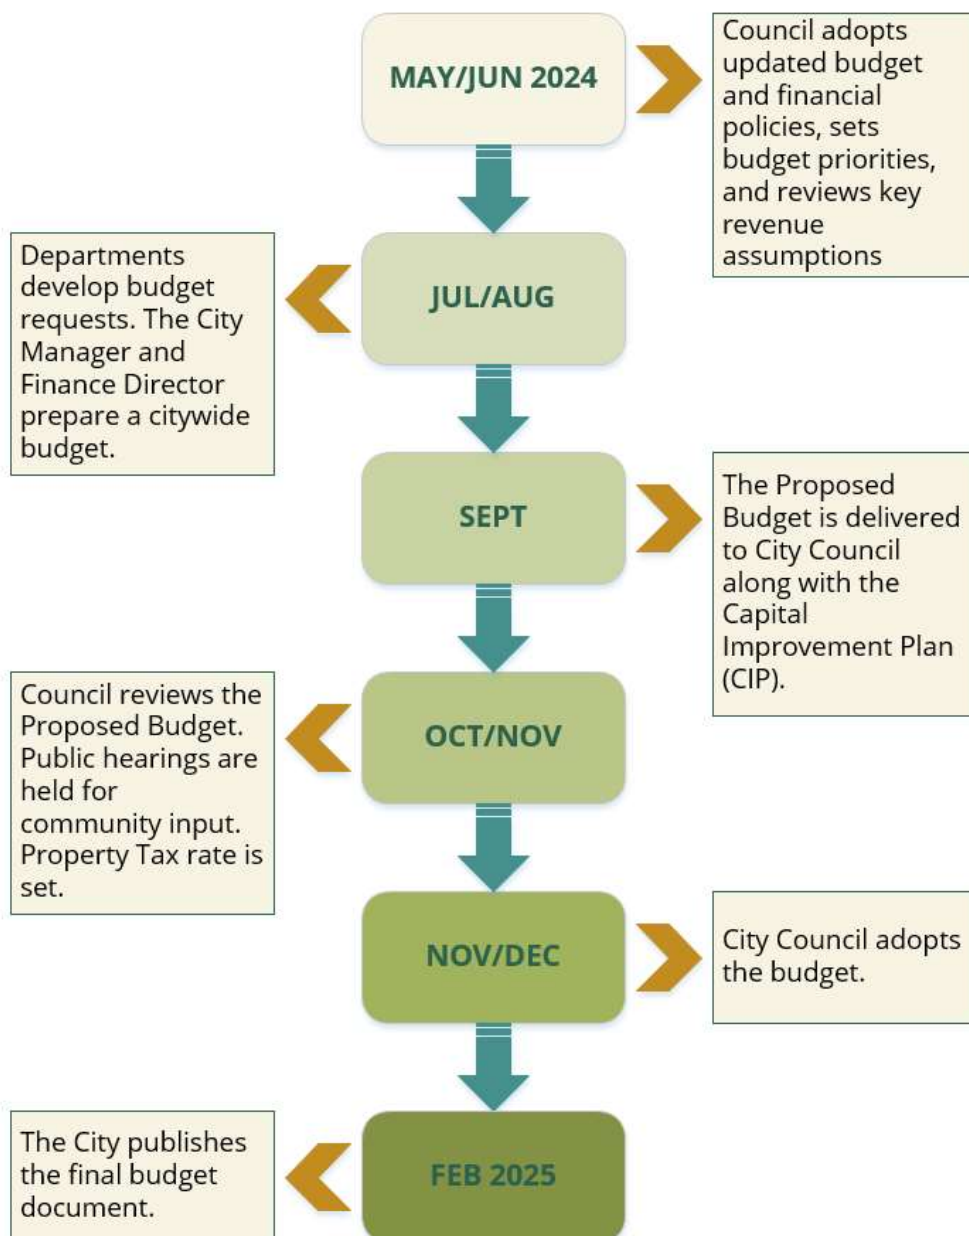 MAY/JUN 2024
Council adopts
updated budget
and financial
policies, sets
budget priorities,
and reviews key
revenue
assumptions
JUL/AUG
Departments
develop budget
requests. The City
Manager and
Finance Director
prepare a citywide
budget.
SEPT
The Proposed
Budget is delivered
to City Council
along with the
Capital
Improvement Plan
(CIP).
OCT/NOV
Council reviews the
Proposed Budget.
Public hearings are
held for
community input.
Property Tax rate is
set.
NOV/DEC
City Council adopts
the budget.
FEB 2025
The City publishes
the final budget
document.